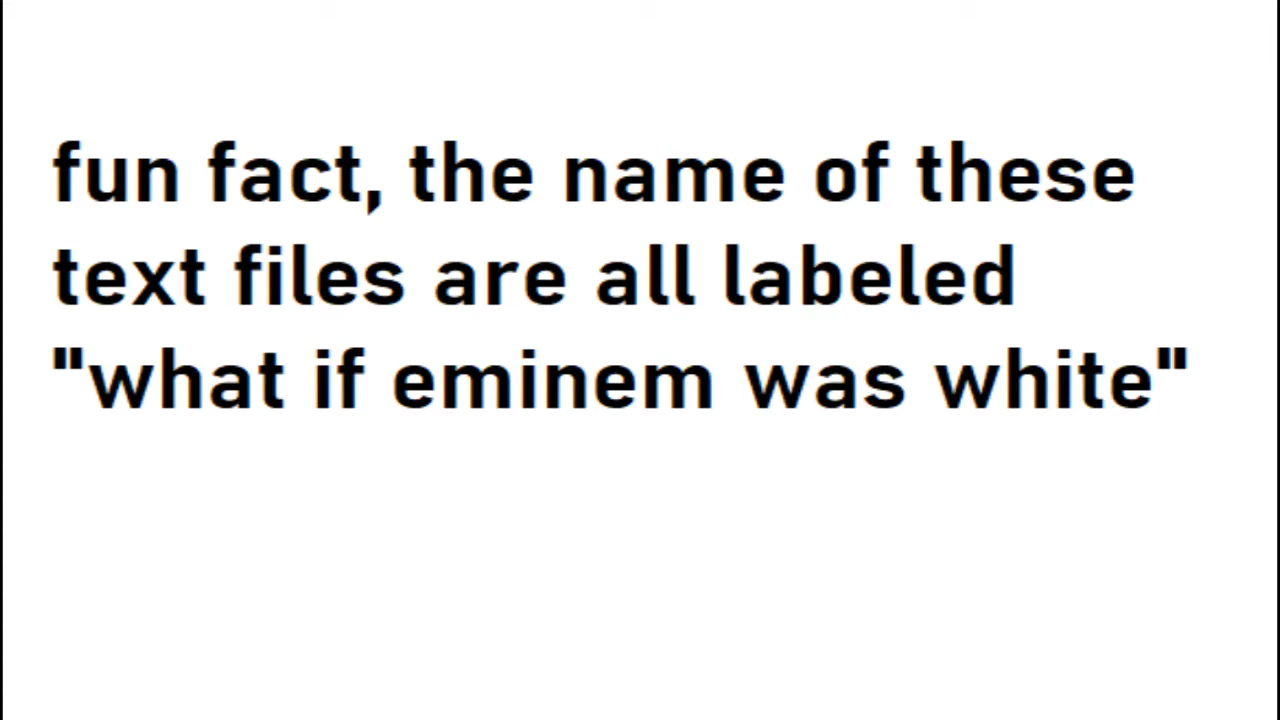 fun fact, the name of these
text files are all labeled
"what if eminem was white"